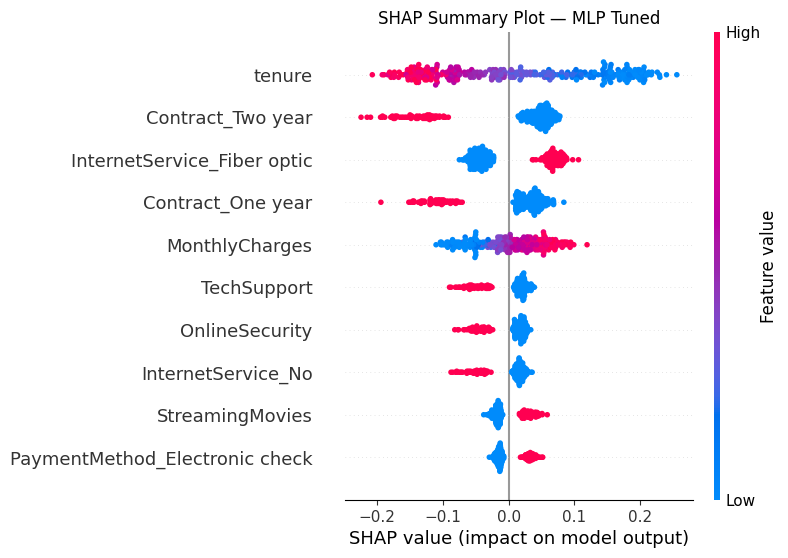 SHAP Summary Plot — MLP Tuned
High
tenure
Contract_Two year
InternetService_Fiber optic
Contract_One year
MonthlyCharges
TechSupport
OnlineSecurity
InternetService_No
StreamingMovies
PaymentMethod_Electronic check
Feature value
Low
−0.2 −0.1 0.0 0.1 0.2
SHAP value (impact on model output)